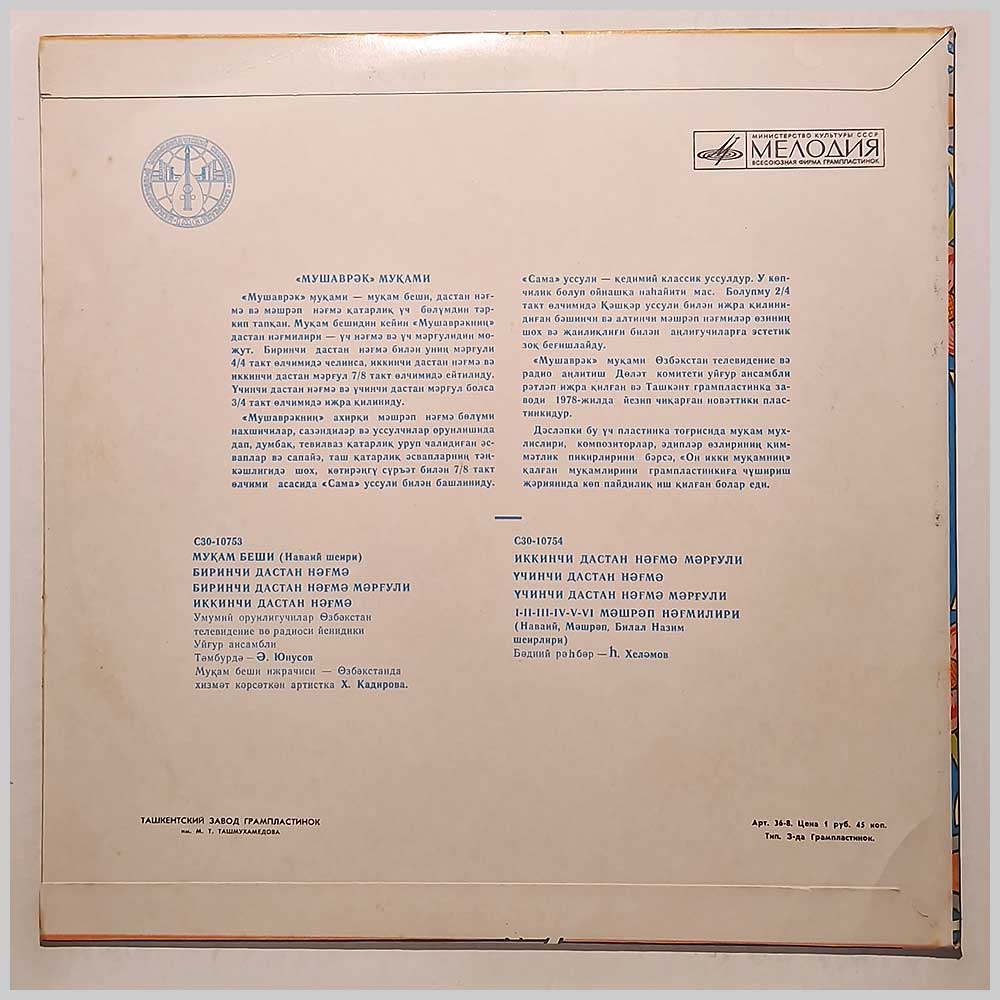 МИНИСТЕРСТВО КУЛЬТУРЫ СССР
МЕЛОДИЯ
ВСЕСОЮЗНАЯ ФИРМА ГРАМПЛАСТИНОК
«МУШАВРӘК» МУҚАМИ
«Мушаврәк» муқами — муқам беши, дастан нәғ-
мә вә мәшрәп нәғмә қатарлиқ үч бөлүмдин тәр-
кип тапқан. Муқам бешидин кейин «Мушаврәкниң»
дастан нәғмилири — үч нәғмә вә үч мәрғулидин мо-
жут. Биринчи дастан нәғмә билән униң мәрғули
4/4 такт өлчимидә челинса, иккинчи дастан нәғмә вә
иккинчи дастан мәрғул 7/8 такт өлчимидә ейтилиду.
Үчинчи дастан нәғмә вә үчинчи дастан мәрғул болса
3/4 такт өлчимидә ижра қилиниду.
«Мушаврәкниң» ахирқи мәшрәп нәғмә бөлүми
нахшичилар, сазәндиләр вә уссулчилар орунлишида
дап, думбақ, тевилваз қатарлиқ уруп чалидиған әс-
ваплар вә сапайә, таш қатарлиқ әсвапларниң тәң-
кәшлигидә шох, көтирәңгү сүръәт билән 7/8 такт
өлчими асасида «Сама» уссули билән башлиниду.
«Сама» уссули — қедимий классик уссулдур. У көп-
чилик болуп ойнашқа наһайити мас. Болупму 2/4
такт өлчимидә Қәшқәр уссули билән ижра қилини-
диған бәшинчи вә алтинчи мәшрәп нәғмиләр өзиниң
шох вә җанлиқлиғи билән аңлиғучиларға эстетик
зоқ беғишлайду.
«Мушаврәк» муқами Өзбәкстан телевидение вә
радио аңлитиш Дөләт комитети уйғур ансамбли
рәтләп ижра қилған вә Ташкәнт грампластинка за-
води 1978-жилда йезип чиқарған новәттики плас-
тинкидур.
Дәсләпки бу үч пластинка тоғрисида муқам мух-
лислири, композиторлар, әдипләр өзлириниң қим-
мәтлик пикирлирини бәрсә, «Он икки муқамниң»
қалған муқамлирини грампластинкиға чүшириш
җәриянида көп пайдилиқ иш қилған болар еди.
С30-10753
МУҚАМ БЕШИ (Наваий шеири)
БИРИНЧИ ДАСТАН НӘҒМӘ
БИРИНЧИ ДАСТАН НӘҒМӘ МӘРҒУЛИ
ИККИНЧИ ДАСТАН НӘҒМӘ
Умумий орунлиғучилар Өзбәкстан
телевидение вә радиоси йенидики
Уйғур ансамбли
Тәмбурдә — Ә. Юнусов
Муқам беши ижрачиси — Өзбәкстанда
хизмәт көрсәткән артистка Х. Кадирова.
С30-10754
ИККИНЧИ ДАСТАН НӘҒМӘ МӘРҒУЛИ
ҮЧИНЧИ ДАСТАН НӘҒМӘ
ҮЧИНЧИ ДАСТАН НӘҒМӘ МӘРҒУЛИ
I-II-III-IV-V-VI МӘШРӘП НӘҒМИЛИРИ
(Наваий, Мәшрәп, Билал Назим
шеирлири)
Бәдиий рәһбәр — Һ. Хеләмов
ТАШКЕНТСКИЙ ЗАВОД ГРАМПЛАСТИНОК
им. М. Т. ТАШМУХАМЕДОВА
Арт. 36-8. Цена 1 руб. 45 коп.
Тип. З-да Грампластинок.